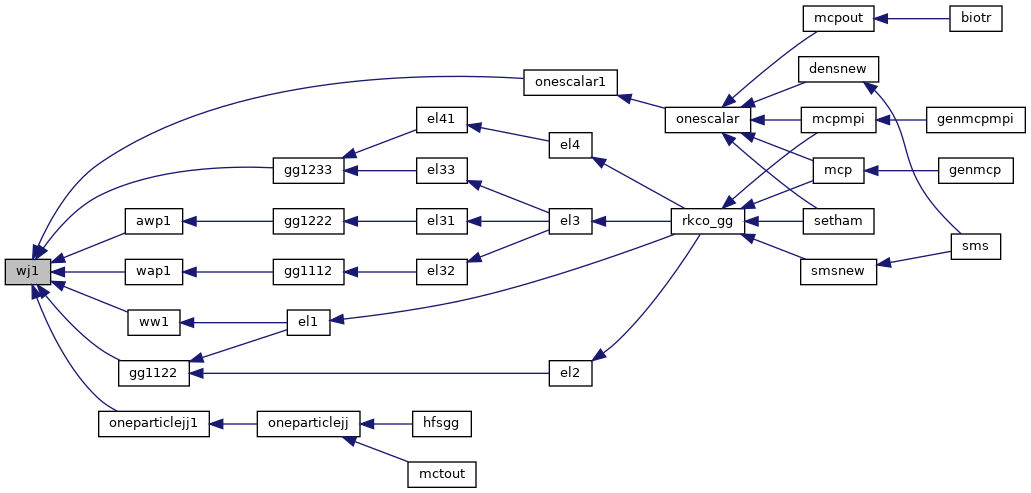 mcpout
biotr
densnew
onescalar1
onescalar
mcpmpi
genmcpmpi
el41
el4
gg1233
el33
mcp
genmcp
awp1
gg1222
el31
el3
rkco_gg
setham
sms
wj1
wap1
gg1112
el32
smsnew
ww1
el1
gg1122
el2
oneparticlejj1
oneparticlejj
hfsgg
mctout